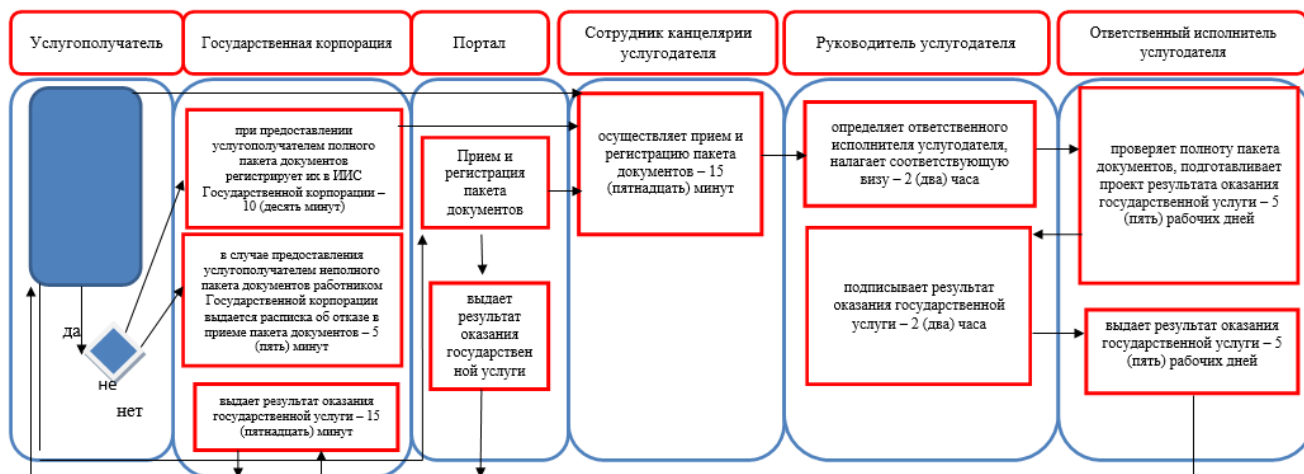 Услугополучатель
Государственная корпорация
Портал
Сотрудник канцелярии
услугодателя
Руководитель услугодателя
Ответственный исполнитель
услугодателя
при предоставлении
услугополучателем полного
пакета документов
регистрирует их в ИИС
Государственной корпорации –
10 (десять минут)
в случае предоставления
услугополучателем неполного
пакета документов работником
Государственной корпорации
выдается расписка об отказе в
приеме пакета документов – 5
(пять) минут
выдает результат оказания
государственной услуги – 15
(пятнадцать) минут
да
не
нет
Прием и
регистрация
пакета
документов
выдает
результат
оказания
государствен
ной услуги
осуществляет прием и
регистрацию пакета
документов – 15
(пятнадцать) минут
определяет ответственного
исполнителя услугодателя,
налагает соответствующую
визу – 2 (два) часа
подписывает результат
оказания государственной
услуги – 2 (два) часа
проверяет полноту пакета
документов, подготавливает
проект результата оказания
государственной услуги – 5
(пять) рабочих дней
выдает результат оказания
государственной услуги – 5
(пять) рабочих дней